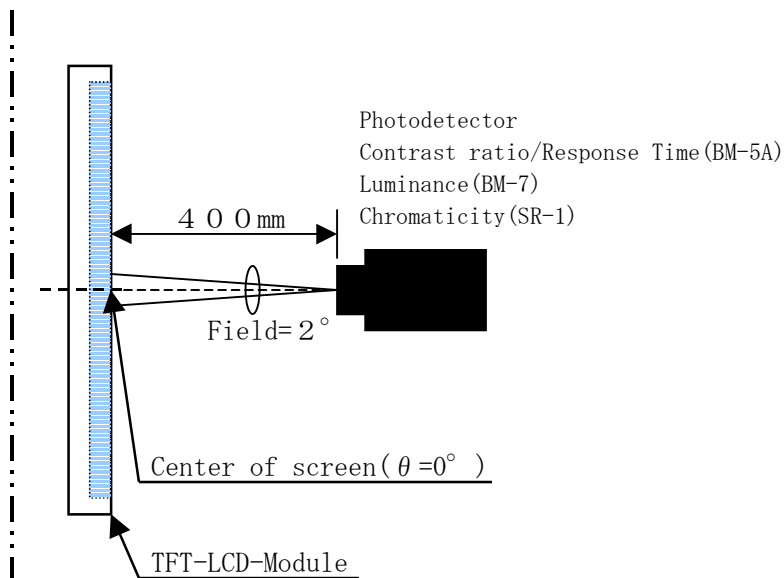 Photodetector
Contrast ratio/Response Time(BM-5A)
Luminance(BM-7)
Chromaticity(SR-1)
４００mm
Field=２°
Center of screen(θ=0°)
TFT-LCD-Module